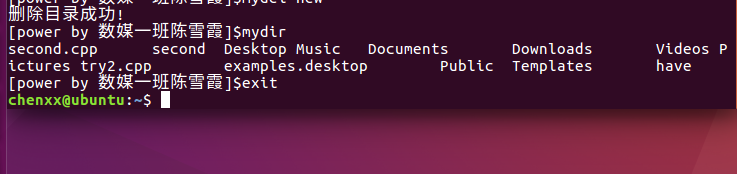 [power by 数媒一班陈雪霞]$mydel new
删除目录成功!
[power by 数媒一班陈雪霞]$mydir
second.cpp second Desktop Music Documents Downloads Videos P
ictures try2.cpp examples.desktop Public Templates have
[power by 数媒一班陈雪霞]$exit
chenxx@ubuntu:~$